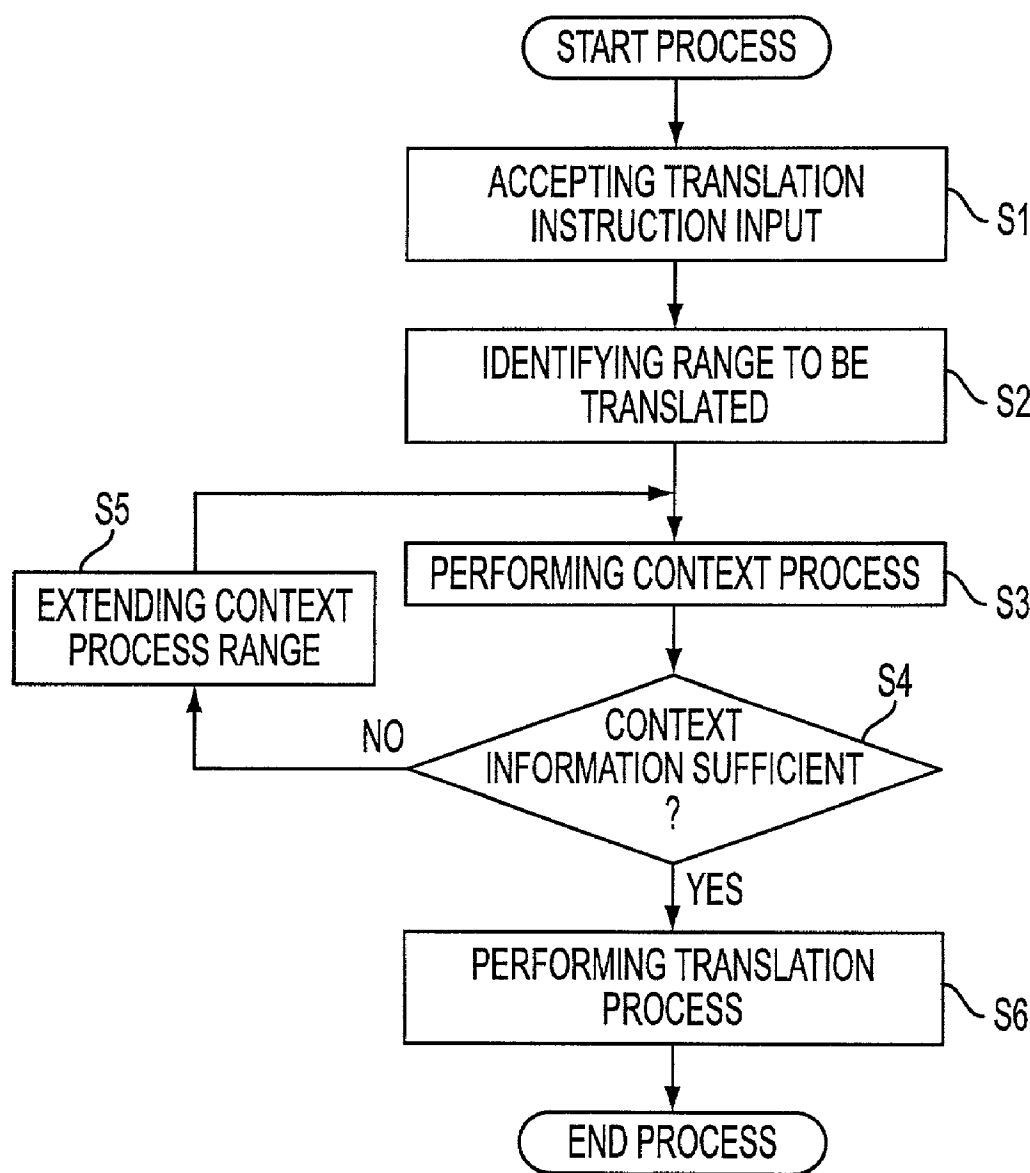 START PROCESS
ACCEPTING TRANSLATION
INSTRUCTION INPUT
S1
IDENTIFYING RANGE TO BE
TRANSLATED
S2
S5
EXTENDING CONTEXT
PROCESS RANGE
PERFORMING CONTEXT PROCESS
S3
S4
CONTEXT
INFORMATION SUFFICIENT
?
NO
YES
PERFORMING TRANSLATION
PROCESS
S6
END PROCESS